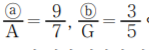 ⓐ/A = 9/7, ⓑ/G = 3/5